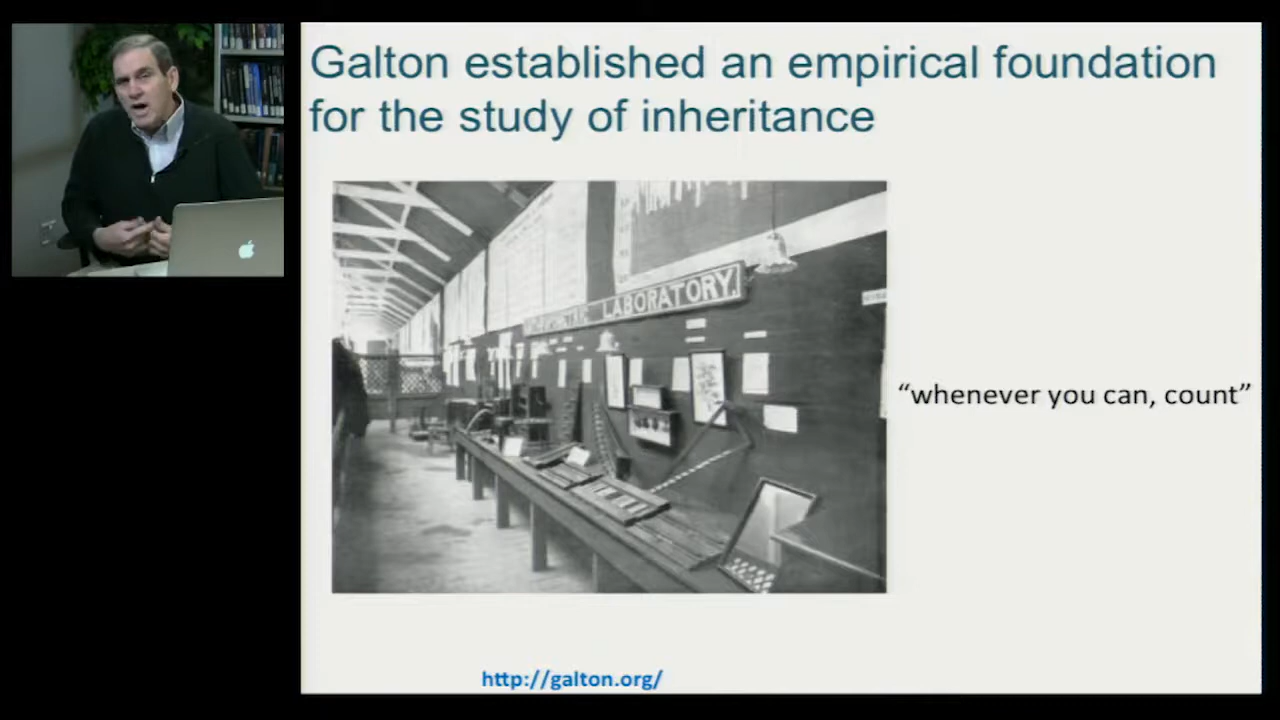 Galton established an empirical foundation
for the study of inheritance
LABORATORY.
“whenever you can, count”
http://galton.org/